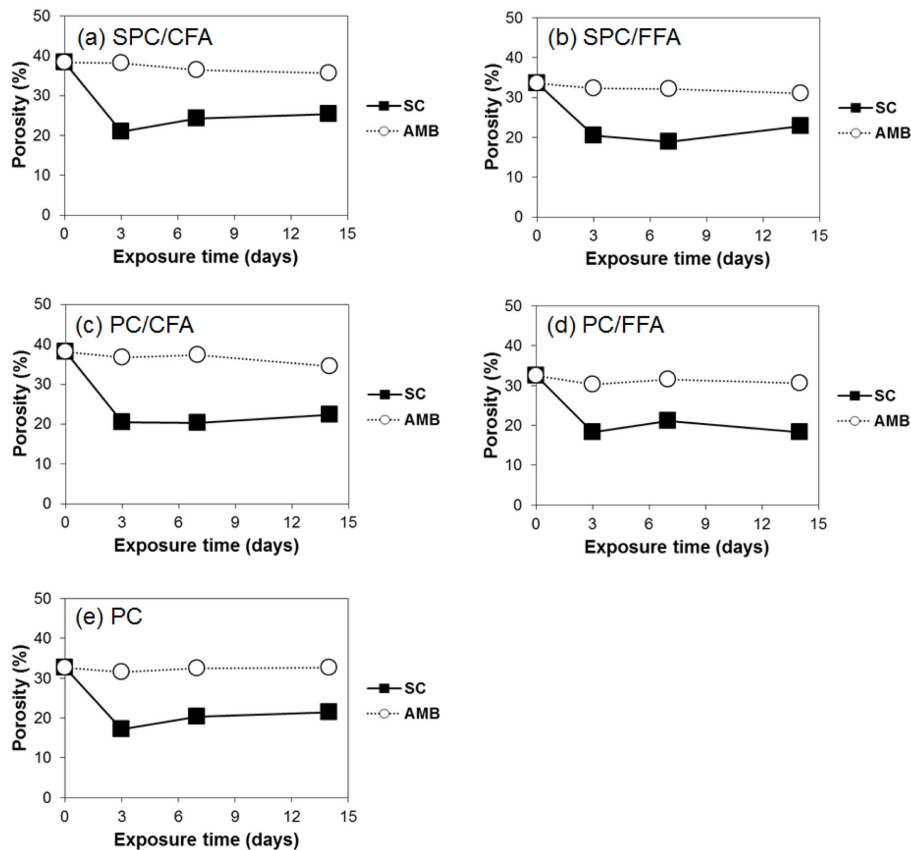 (a) SPC/CFA
Porosity (%)
50
40
30
20
10
0
0 3 6 9 12 15
Exposure time (days)
SC
AMB
(b) SPC/FFA
Porosity (%)
50
40
30
20
10
0
0 3 6 9 12 15
Exposure time (days)
SC
AMB
(c) PC/CFA
Porosity (%)
50
40
30
20
10
0
0 3 6 9 12 15
Exposure time (days)
SC
AMB
(d) PC/FFA
Porosity (%)
50
40
30
20
10
0
0 3 6 9 12 15
Exposure time (days)
SC
AMB
(e) PC
Porosity (%)
50
40
30
20
10
0
0 3 6 9 12 15
Exposure time (days)
SC
AMB